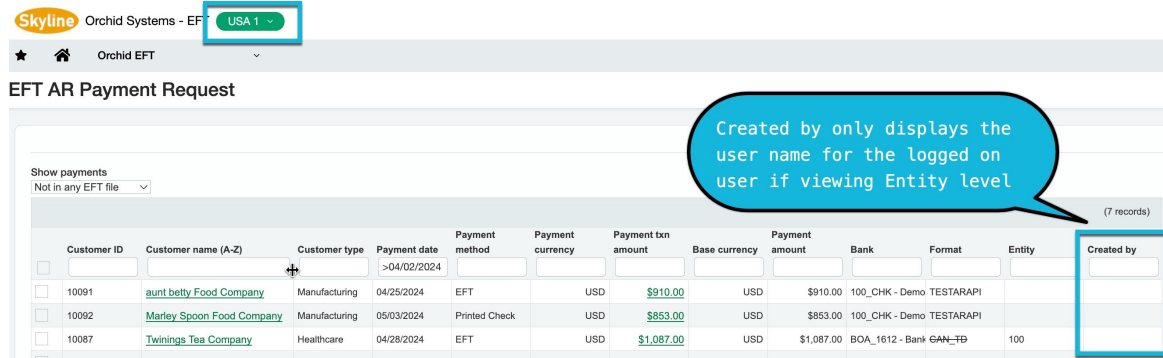 Skyline Orchid Systems - EFT USA 1
Orchid EFT
EFT AR Payment Request
Created by only displays the
user name for the logged on
user if viewing Entity level
Show payments
Not in any EFT file
(7 records)
Customer ID Customer name (A-Z) Customer type Payment date Payment method Payment currency Payment txn amount Base currency Payment amount Bank Format Entity Created by
>04/02/2024
10091 aunt betty Food Company Manufacturing 04/25/2024 EFT USD $910.00 USD $910.00 100_CHK - Demo TESTARAPI
10092 Marley Spoon Food Company Manufacturing 05/03/2024 Printed Check USD $853.00 USD $853.00 100_CHK - Demo TESTARAPI
10087 Twinings Tea Company Healthcare 04/28/2024 EFT USD $1,087.00 USD $1,087.00 BOA_1612 - Bank CAN_TD 100